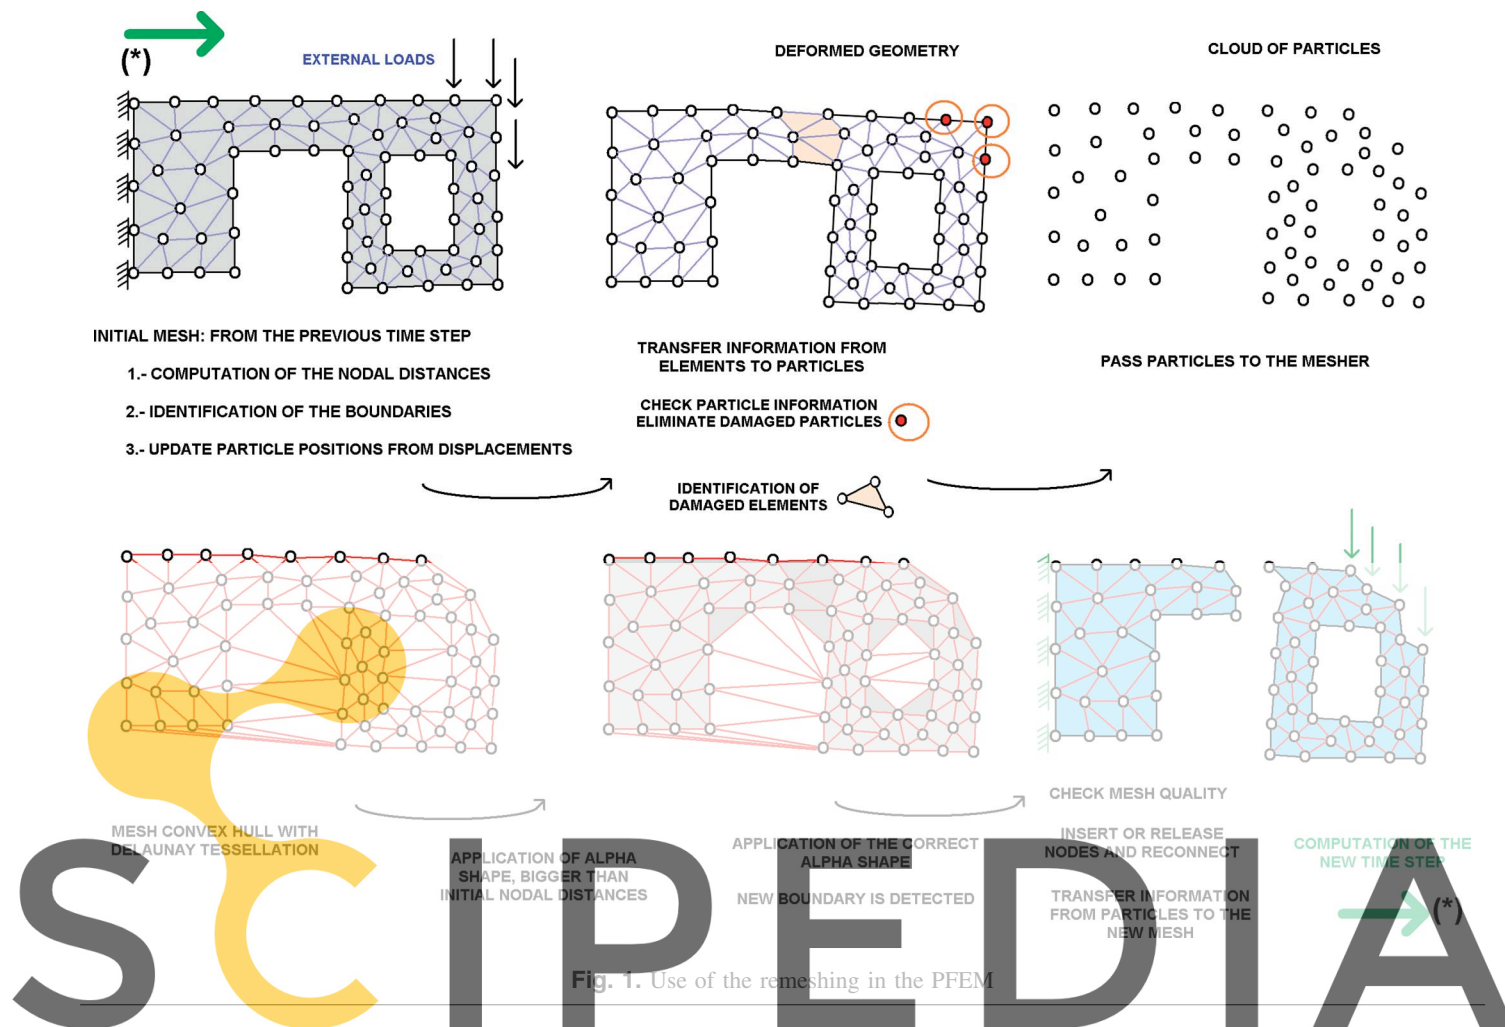 (*)
EXTERNAL LOADS
DEFORMED GEOMETRY
CLOUD OF PARTICLES
INITIAL MESH: FROM THE PREVIOUS TIME STEP
1.- COMPUTATION OF THE NODAL DISTANCES
2.- IDENTIFICATION OF THE BOUNDARIES
3.- UPDATE PARTICLE POSITIONS FROM DISPLACEMENTS
TRANSFER INFORMATION FROM
ELEMENTS TO PARTICLES
CHECK PARTICLE INFORMATION
ELIMINATE DAMAGED PARTICLES
IDENTIFICATION OF
DAMAGED ELEMENTS
PASS PARTICLES TO THE MESHER
MESH CONVEX HULL WITH
DELAUNAY TESSELLATION
APPLICATION OF ALPHA
SHAPE, BIGGER THAN
INITIAL NODAL DISTANCES
APPLICATION OF THE CORRECT
ALPHA SHAPE
NEW BOUNDARY IS DETECTED
CHECK MESH QUALITY
INSERT OR RELEASE
NODES AND RECONNECT
TRANSFER INFORMATION
FROM PARTICLES TO THE
NEW MESH
COMPUTATION OF THE
NEW TIME STEP
(*)
SCIPEDIA
Fig. 1. Use of the remeshing in the PFEM